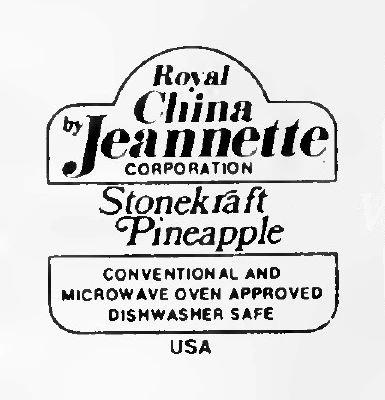 Royal
China
by Jeannette
CORPORATION
Stonekraft
Pineapple
CONVENTIONAL AND
MICROWAVE OVEN APPROVED
DISHWASHER SAFE
USA